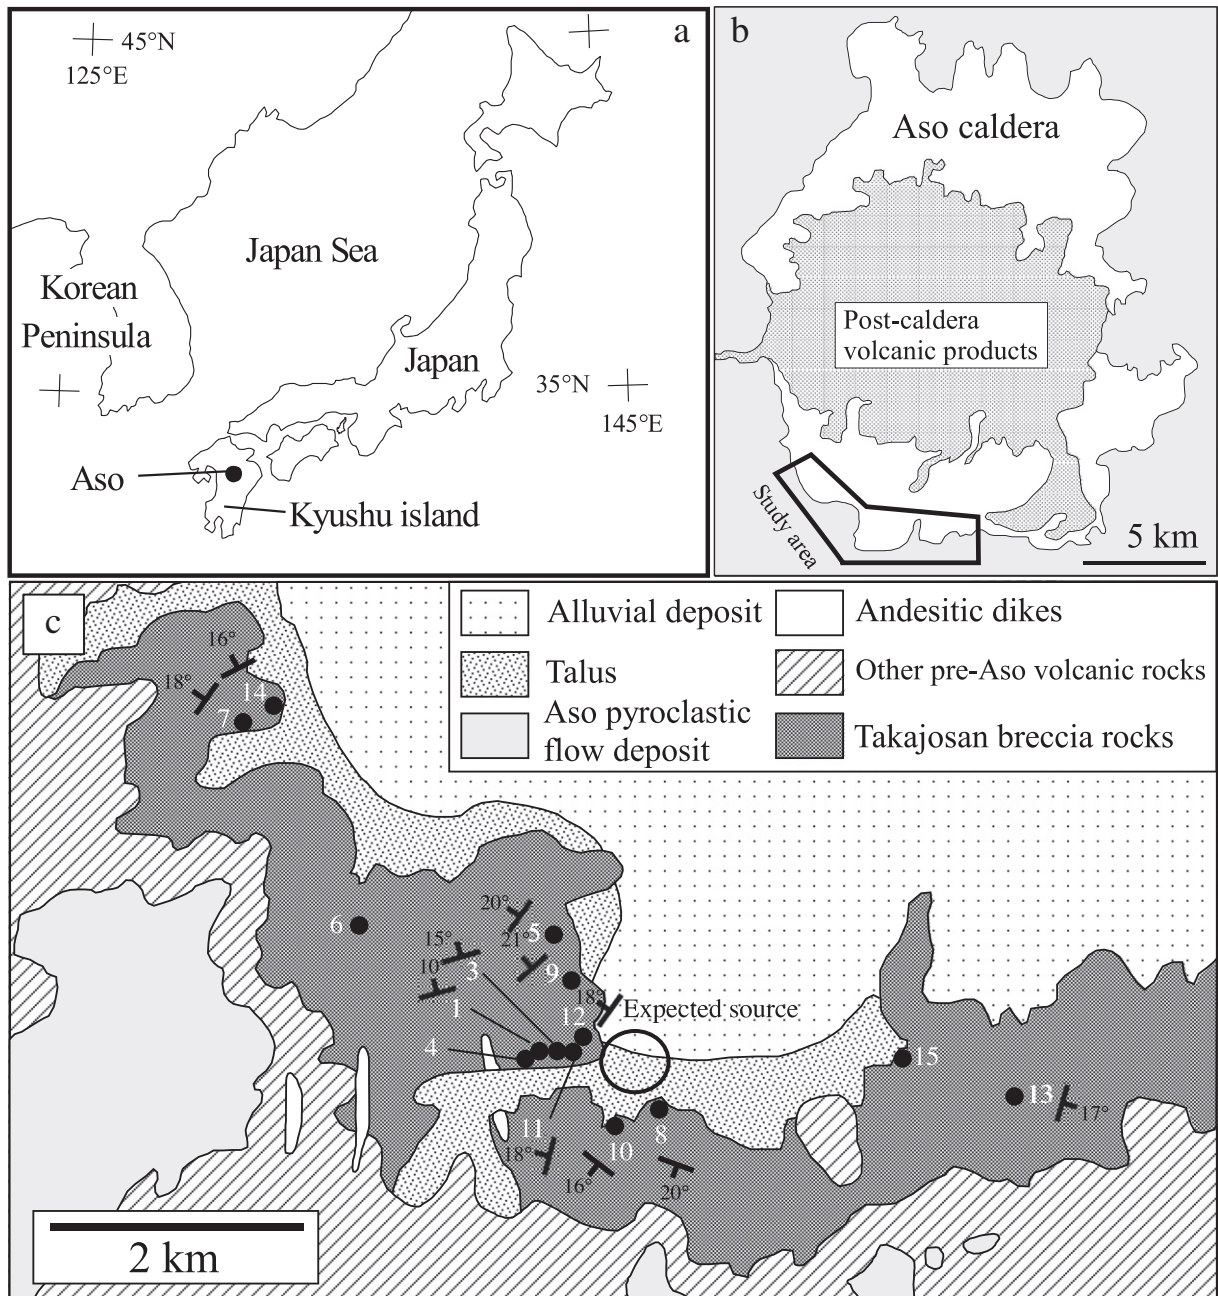 a
45°N
125°E
Japan Sea
Korean
Peninsula
Japan
35°N
145°E
Aso
Kyushu island
b
Aso caldera
Post-caldera
volcanic products
Study area
5 km
c
Alluvial deposit
Talus
Aso pyroclastic
flow deposit
Andesitic dikes
Other pre-Aso volcanic rocks
Takajosan breccia rocks
16°
18°
14
7
20°
6
15°
21°
5
10
3
9
18°
Expected source
1
12
4
15
13
17°
11
8
10
18°
16°
20°
2 km